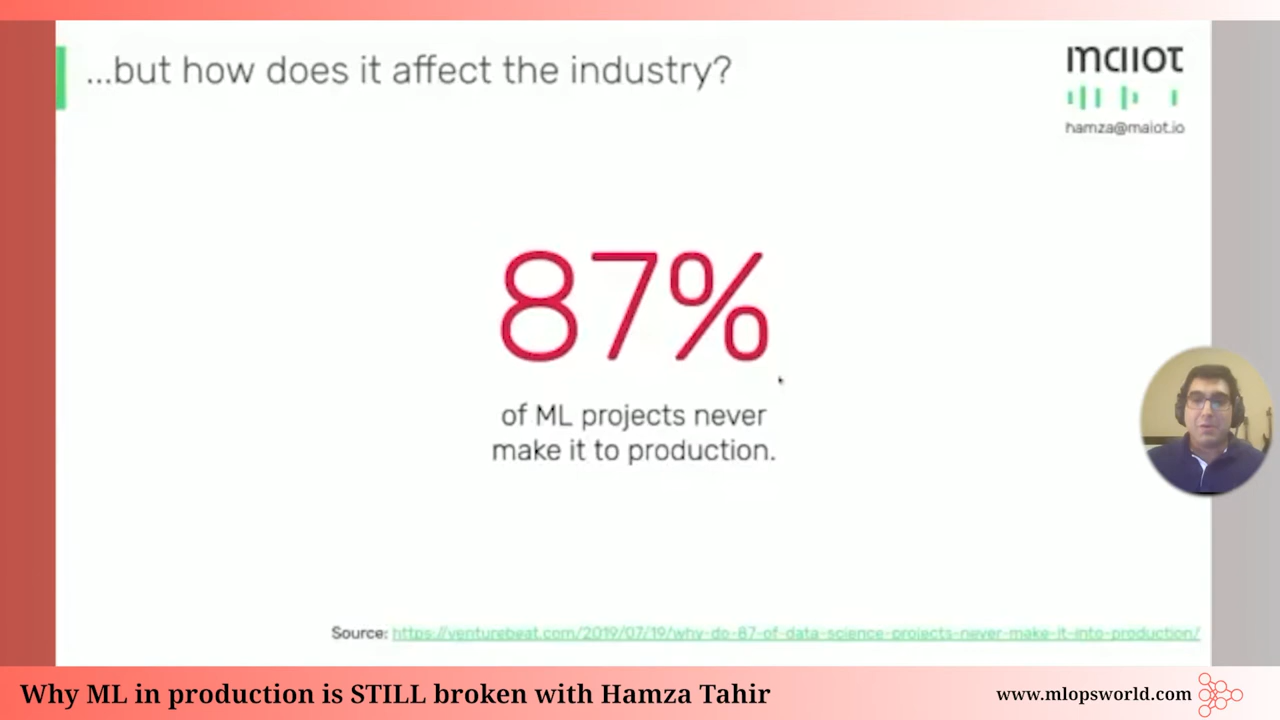 ...but how does it affect the industry?
maiot
hamza@maiot.io
87%
of ML projects never
make it to production.
Source: https://venturebeat.com/2019/07/19/why-do-87-of-data-science-projects-never-make-it-into-production/
Why ML in production is STILL broken with Hamza Tahir
www.mlopsworld.com